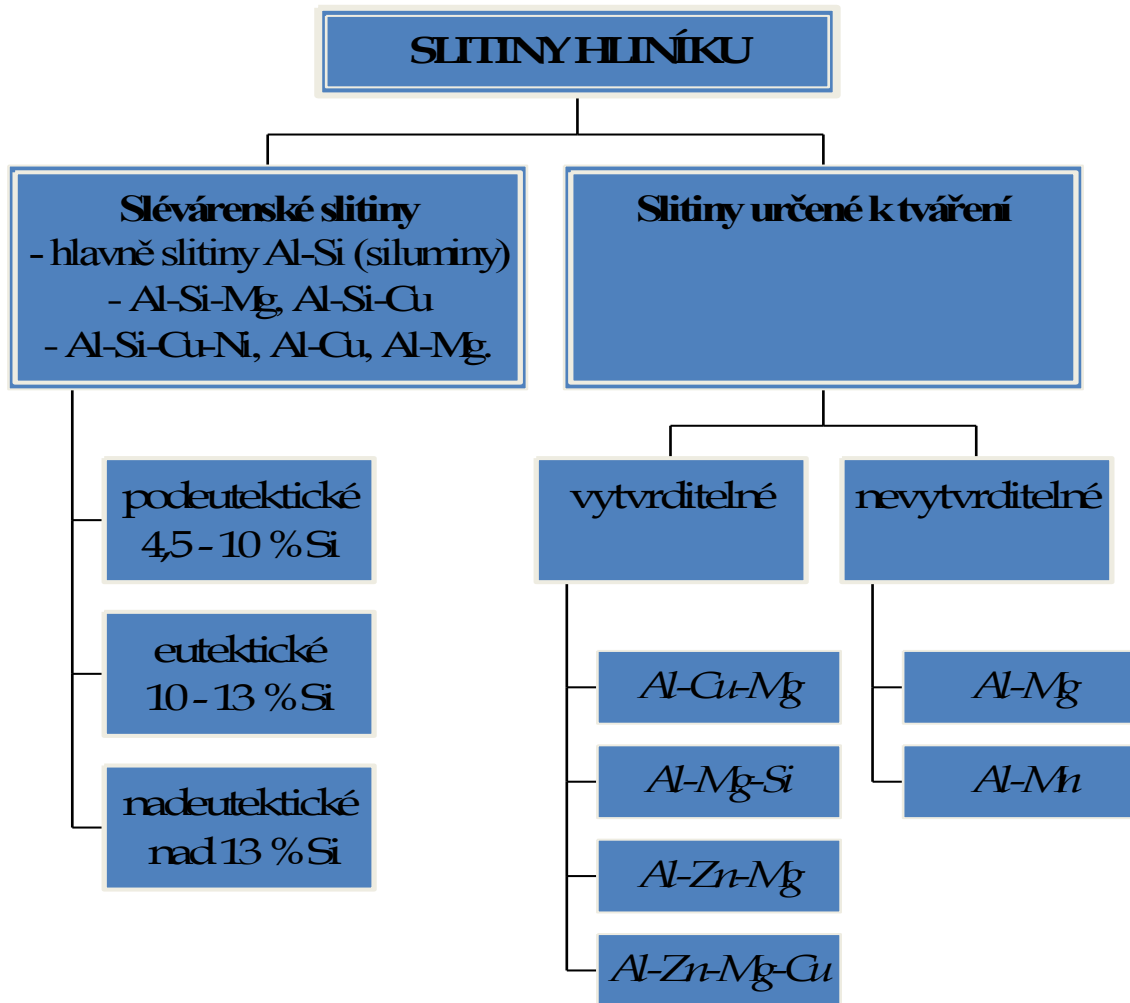 SLITINY HLINÍKU
Slévárenské slitiny
- hlavně slitiny Al-Si (siluminy)
- Al-Si-Mg, Al-Si-Cu
- Al-Si-Cu-Ni, Al-Cu, Al-Mg.
podeutektické
4,5 - 10 % Si
eutektické
10 - 13 % Si
nadeutektické
nad 13 % Si
Slitiny určené k tváření
vytvrditelné
Al-Cu-Mg
Al-Mg-Si
Al-Zn-Mg
Al-Zn-Mg-Cu
nevytvrditelné
Al-Mg
Al-Mn